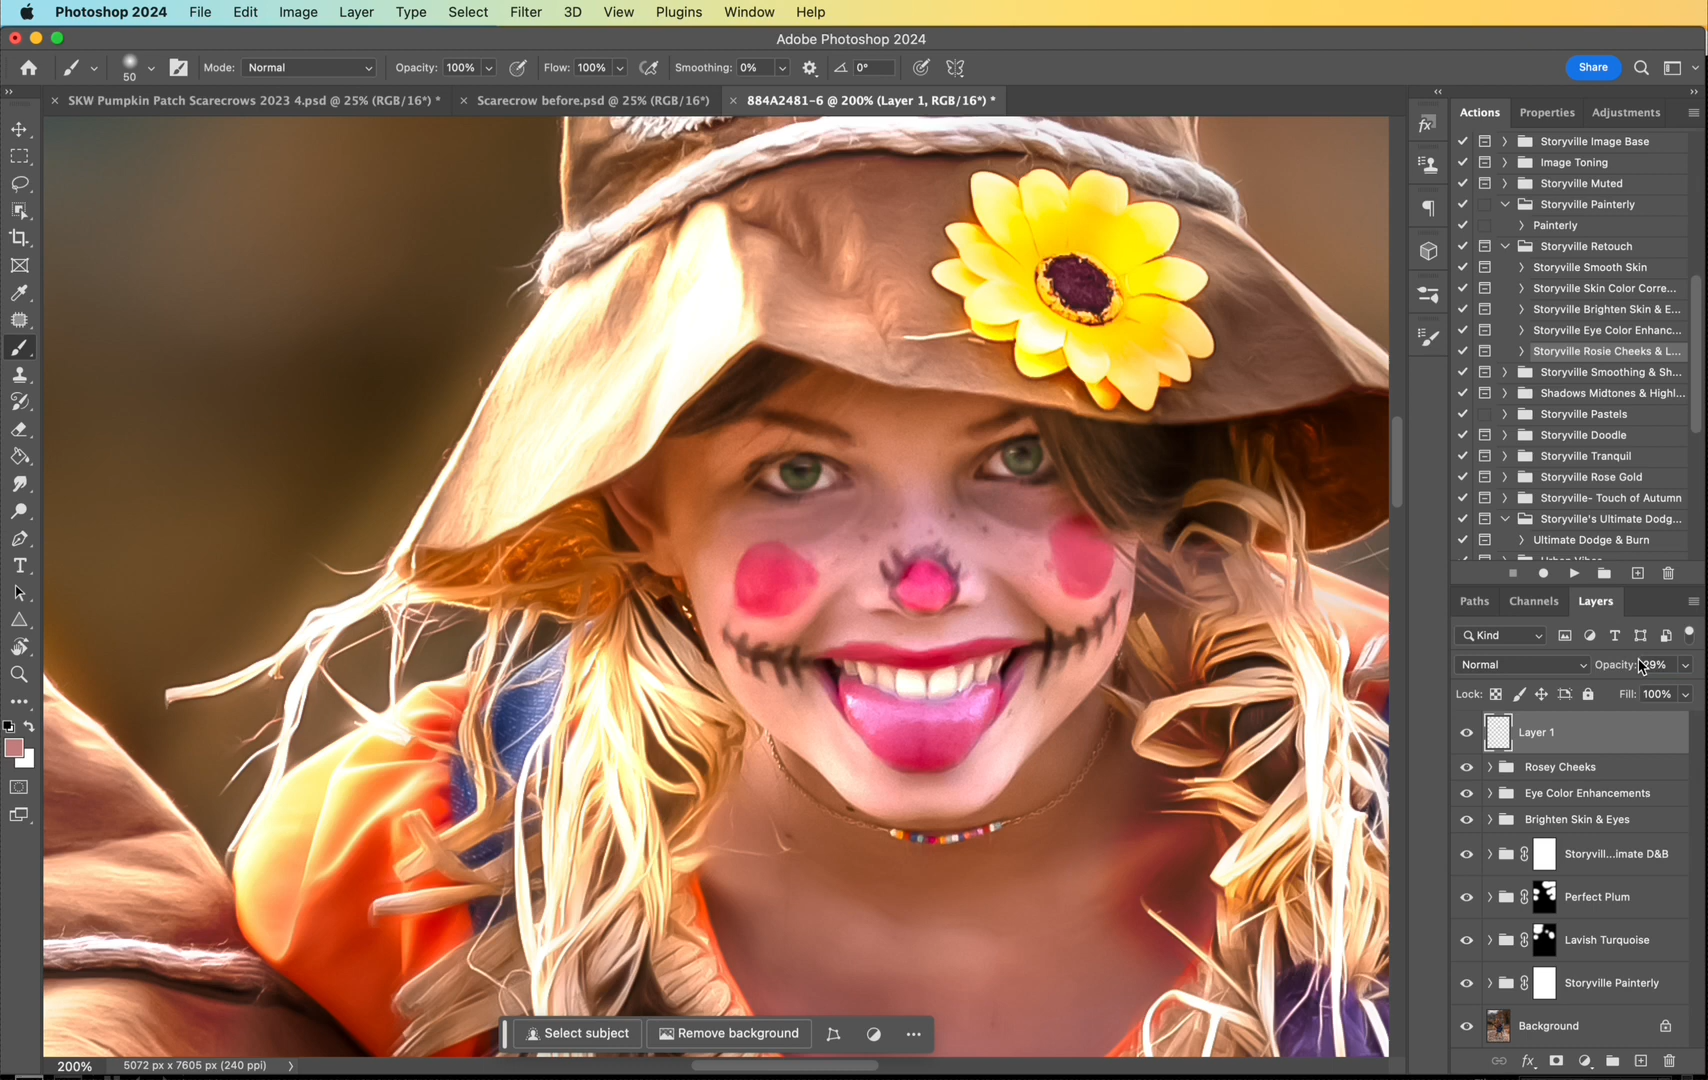 Photoshop 2024 File Edit Image Layer Type Select Filter 3D View Plugins Window Help
Adobe Photoshop 2024
50 Mode: Normal Opacity: 100% Flow: 100% Smoothing: 0% 0° Share
SKW Pumpkin Patch Scarecrows 2023 4.psd @ 25% (RGB/16*) * Scarecrow before.psd @ 25% (RGB/16*) 884A2481-6 @ 200% (Layer 1, RGB/16*) *
Actions Properties Adjustments
Storyville Image Base
Image Toning
Storyville Muted
Storyville Painterly
Painterly
Storyville Retouch
Storyville Smooth Skin
Storyville Skin Color Corre...
Storyville Brighten Skin & E...
Storyville Eye Color Enhanc...
Storyville Rosie Cheeks & L...
Storyville Smoothing & Sh...
Shadows Midtones & Highl...
Storyville Pastels
Storyville Doodle
Storyville Tranquil
Storyville Rose Gold
Storyville- Touch of Autumn
Storyville's Ultimate Dodg...
Ultimate Dodge & Burn
Paths Channels Layers
Kind
Normal Opacity:
Lock: Fill: 100%
Layer 1
Rosey Cheeks
Eye Color Enhancements
Brighten Skin & Eyes
Storyvill...imate D&B
Perfect Plum
Lavish Turquoise
Storyville Painterly
Background
Select subject Remove background
200% 5072 px x 7605 px (240 ppi)